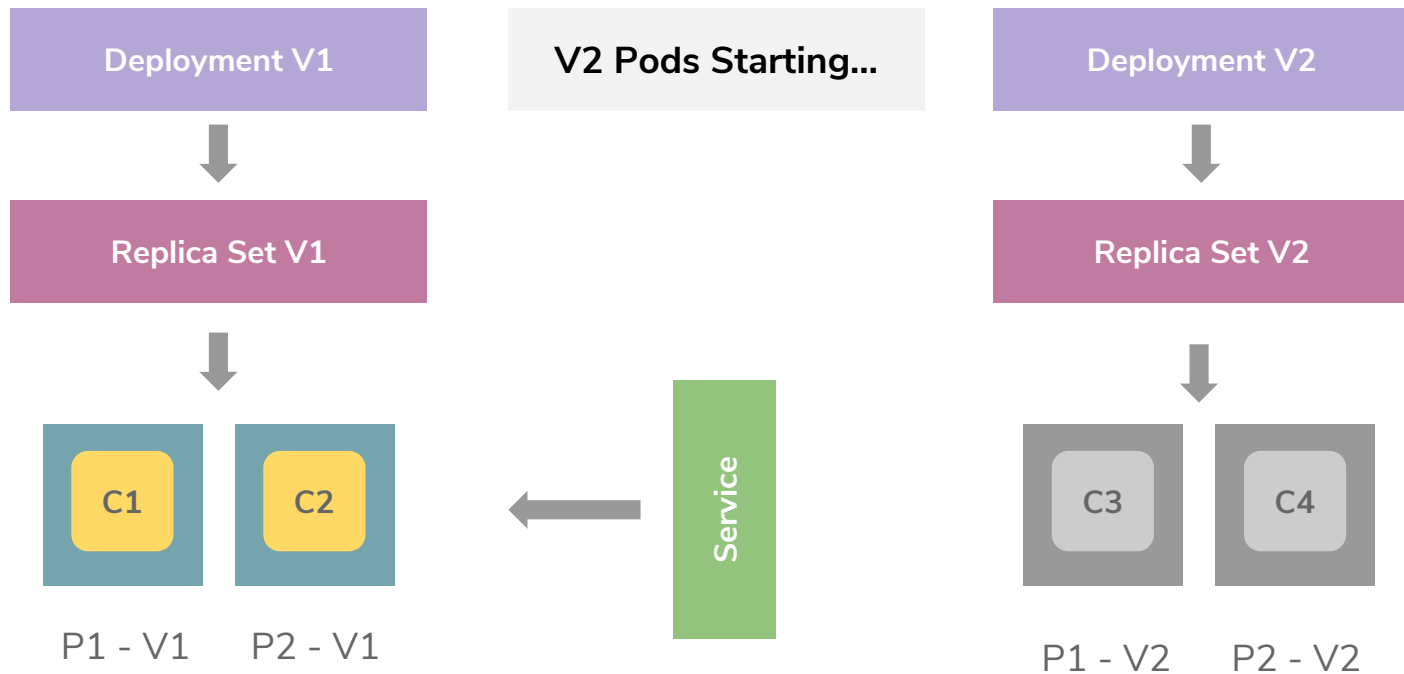 Deployment V1
V2 Pods Starting...
Deployment V2
Replica Set V1
Replica Set V2
C1
C2
Service
C3
C4
P1 - V1
P2 - V1
P1 - V2
P2 - V2